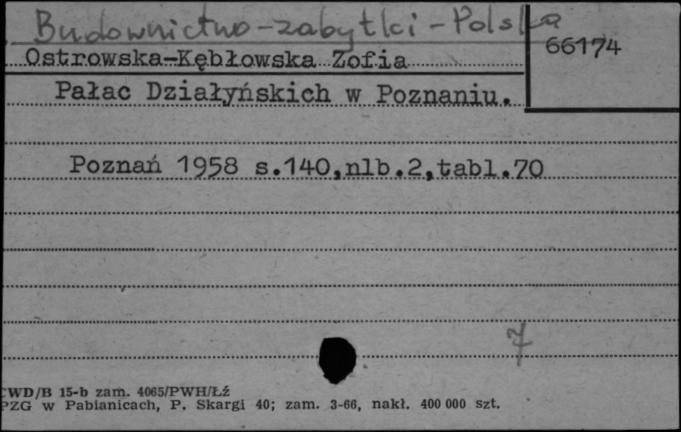 Budownictwo-zabytki-Polska
66174
Ostrowska-Kębłowska Zofia
Pałac Działyńskich w Poznaniu.
Poznań 1958 s.140,nlb.2,tabl.70
7
CWD/B 15-b zam. 4065/PWH/Łź
PZG w Pabianicach, P. Skargi 40; zam. 3-66, nakł. 400 000 szt.